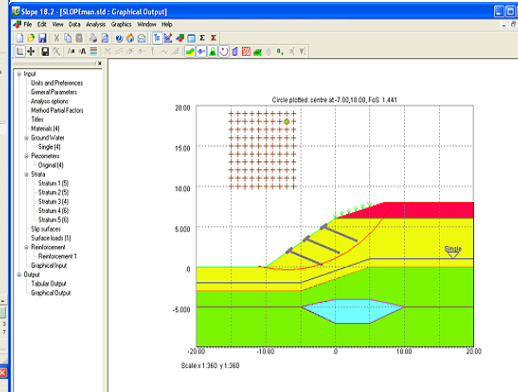 Slope 18.2 - [SLOPEman.sld : Graphical Output]
File Edit View Data Analysis Graphics Window Help
Input
Units and Preferences
General Parameters
Analysis options
Method Partial Factors
Titles
Materials (4)
Ground Water
Single (4)
Piezometers
Original (4)
Strata
Stratum 1 (5)
Stratum 2 (5)
Stratum 3 (4)
Stratum 4 (6)
Stratum 5 (6)
Slip surfaces
Surface loads (1)
Reinforcement
Reinforcement 1
Graphical Input
Output
Tabular Output
Graphical Output
Circle plotted: centre at -7.00,18.00, FoS 1.441
20.00
15.00
10.00
5.000
.0
-5.000
Single
-20.00 -10.00 .0 10.00 20.00
Scale x 1:360 y 1:360